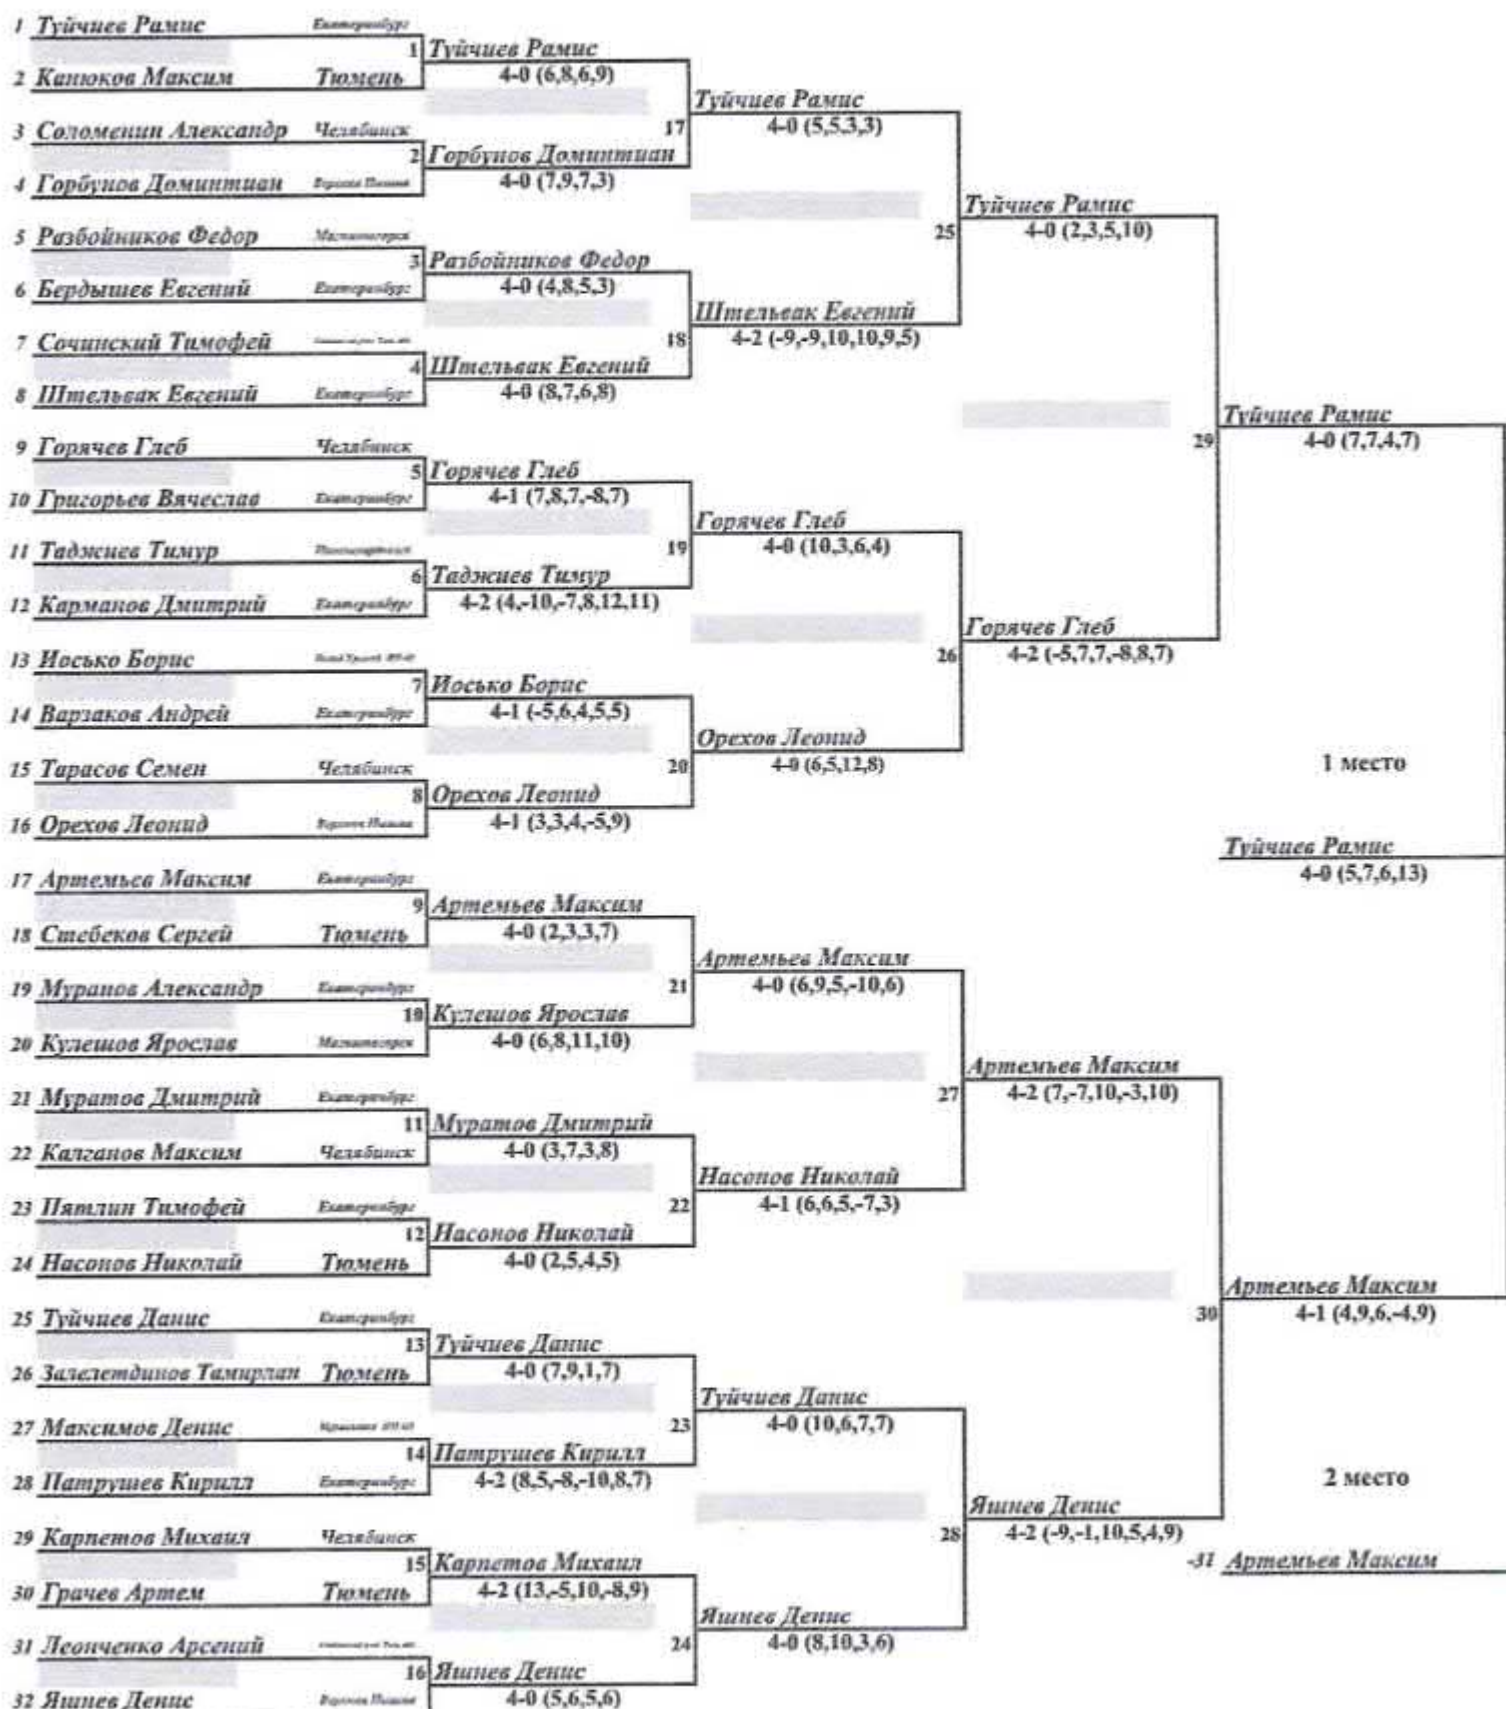 1 Туйчиев Рамис Екатеринбург
1 Туйчиев Рамис
2 Канюков Максим Тюмень
4-0 (6,8,6,9)
Туйчиев Рамис
3 Соломенин Александр Челябинск
17
4-0 (5,5,3,3)
2 Горбунов Доминтиан
4 Горбунов Доминтиан
4-0 (7,9,7,3)
Туйчиев Рамис
5 Разбойников Федор Магнитогорск
25
4-0 (2,3,5,10)
3 Разбойников Федор
6 Бердышев Евгений Екатеринбург
4-0 (4,8,5,3)
Штельвак Евгений
7 Сочинский Тимофей
18
4-2 (-9,-9,10,10,9,5)
4 Штельвак Евгений
8 Штельвак Евгений Екатеринбург
4-0 (8,7,6,8)
Туйчиев Рамис
9 Горячев Глеб Челябинск
29
4-0 (7,7,4,7)
5 Горячев Глеб
10 Григорьев Вячеслав Екатеринбург
4-1 (7,8,7,-8,7)
Горячев Глеб
11 Таджиев Тимур
19
4-0 (10,3,6,4)
6 Таджиев Тимур
12 Карманов Дмитрий Екатеринбург
4-2 (4,-10,-7,8,12,11)
Горячев Глеб
13 Иосько Борис
26
4-2 (-5,7,7,-8,8,7)
7 Иосько Борис
14 Варзаков Андрей Екатеринбург
4-1 (-5,6,4,5,5)
Орехов Леонид
15 Тарасов Семен Челябинск
20
4-0 (6,5,12,8)
1 место
8 Орехов Леонид
16 Орехов Леонид
4-1 (3,3,4,-5,9)
Туйчиев Рамис
17 Артемьев Максим Екатеринбург
4-0 (5,7,6,13)
9 Артемьев Максим
18 Стебеков Сергей Тюмень
4-0 (2,3,3,7)
Артемьев Максим
19 Муранов Александр Екатеринбург
21
4-0 (6,9,5,-10,6)
10 Кулешов Ярослав
20 Кулешов Ярослав Магнитогорск
4-0 (6,8,11,10)
Артемьев Максим
21 Муратов Дмитрий Екатеринбург
27
4-2 (7,-7,10,-3,10)
11 Муратов Дмитрий
22 Калганов Максим Челябинск
4-0 (3,7,3,8)
Насонов Николай
23 Пятлин Тимофей Екатеринбург
22
4-1 (6,6,5,-7,3)
12 Насонов Николай
24 Насонов Николай Тюмень
4-0 (2,5,4,5)
Артемьев Максим
25 Туйчиев Данис Екатеринбург
30
4-1 (4,9,6,-4,9)
13 Туйчиев Данис
26 Залелетдинов Тамирлан Тюмень
4-0 (7,9,1,7)
Туйчиев Данис
27 Максимов Денис
23
4-0 (10,6,7,7)
14 Патрушев Кирилл
28 Патрушев Кирилл Екатеринбург
4-2 (8,5,-8,-10,8,7)
2 место
Яшнев Денис
29 Карпетов Михаил Челябинск
28
4-2 (-9,-1,10,5,4,9)
15 Карпетов Михаил
-31 Артемьев Максим
30 Грачев Артем Тюмень
4-2 (13,-5,10,-8,9)
Яшнев Денис
31 Леонченко Арсений
24
4-0 (8,10,3,6)
16 Яшнев Денис
32 Яшнев Денис
4-0 (5,6,5,6)